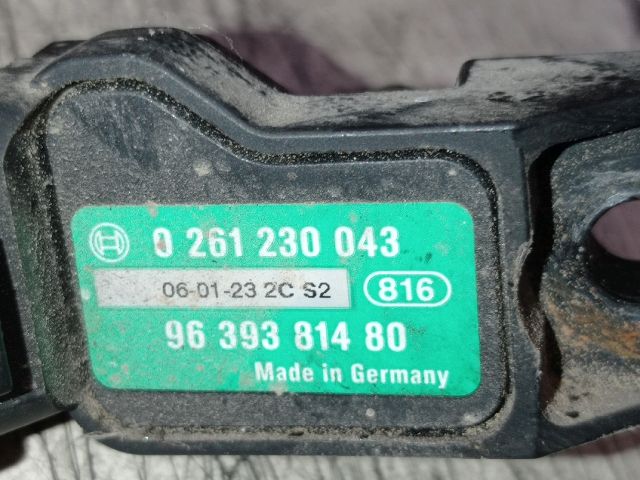 0 261 230 043
06-01-23 2C S2 816
96 393 814 80
Made in Germany